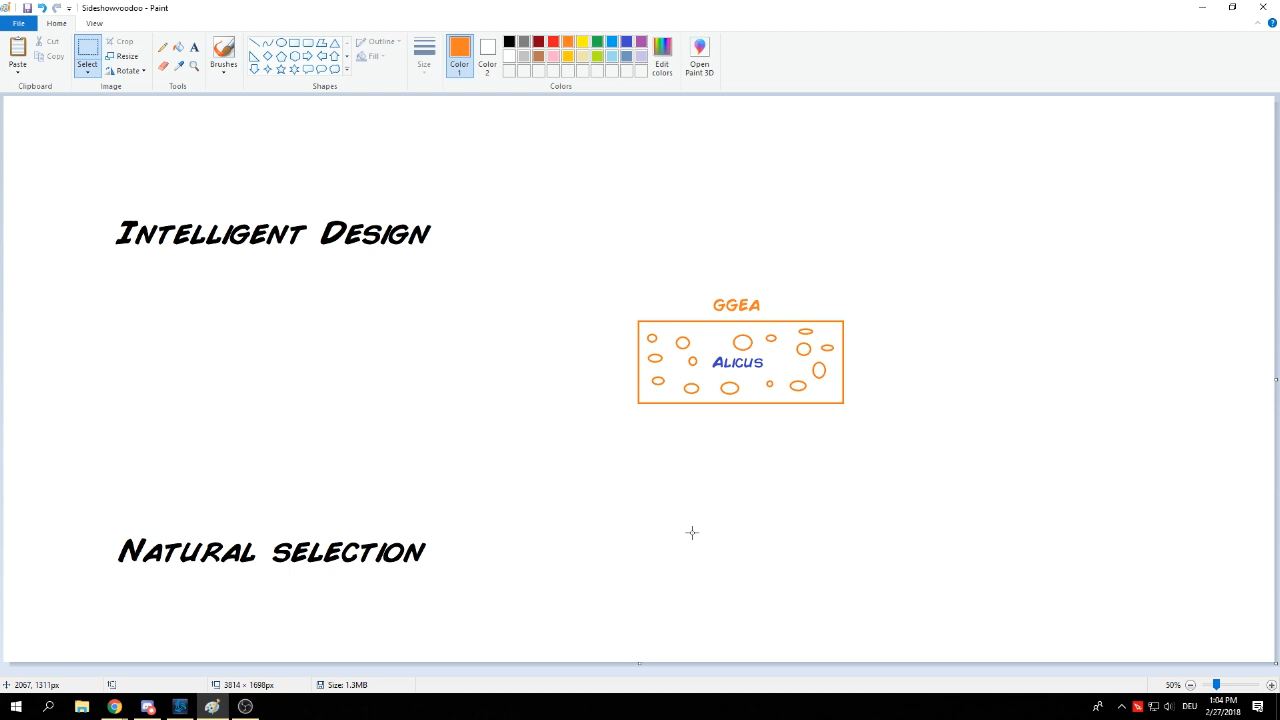 Sideshowvoodoo - Paint
File
Home
View
Paste
Cut
Copy
Clipboard
Select
Crop
Resize
Rotate
Image
A
Tools
Brushes
Outline
Fill
Shapes
Size
Color 1
Color 2
Edit colors
Open Paint 3D
Colors
INTELLIGENT DESIGN
GGEA
ALICUS
NATURAL SELECTION
2067, 1311px
3814 × 1698px
Size: 1.3MB
50%
DEU
1:04 PM
2/27/2018